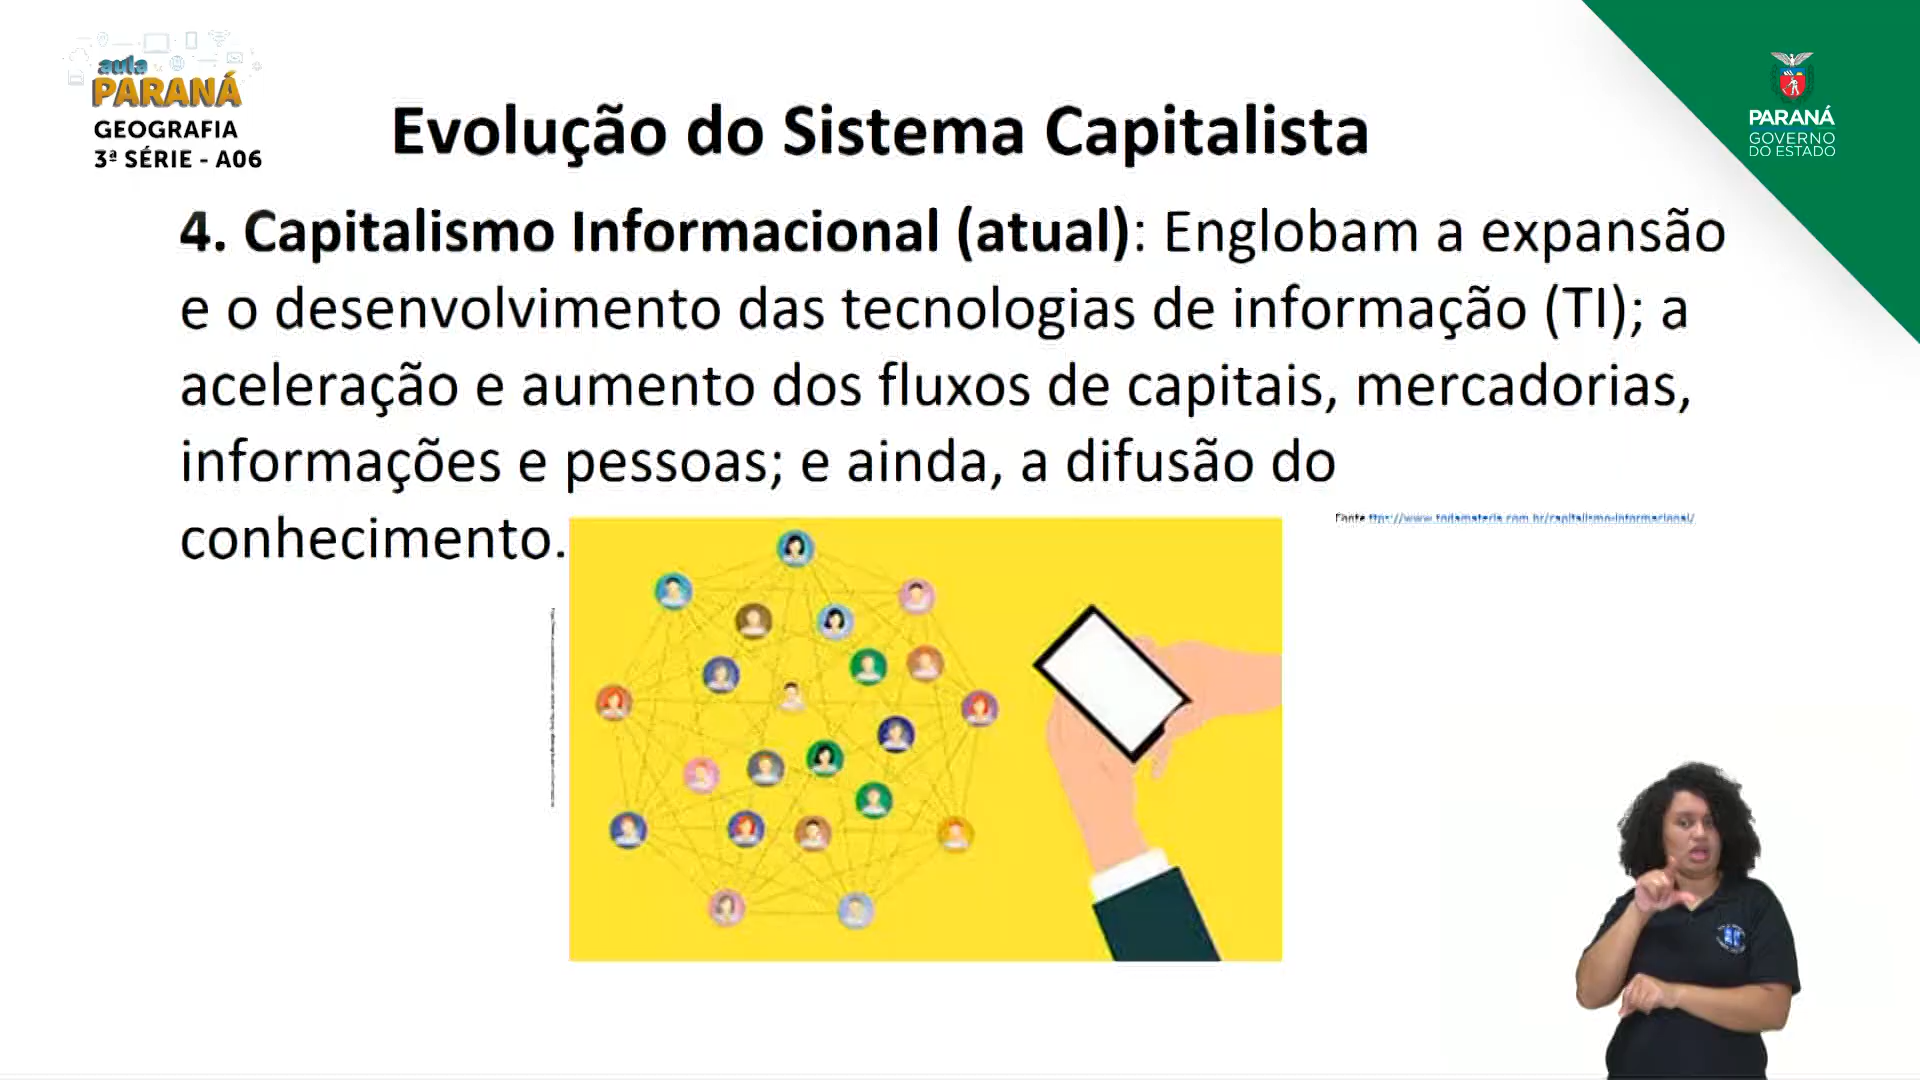 aula
PARANÁ
GEOGRAFIA
3ª SÉRIE - A06
PARANÁ
GOVERNO
DO ESTADO
Evolução do Sistema Capitalista
4. Capitalismo Informacional (atual): Englobam a expansão
e o desenvolvimento das tecnologias de informação (TI); a
aceleração e aumento dos fluxos de capitais, mercadorias,
informações e pessoas; e ainda, a difusão do
conhecimento.
Fonte ttps://www.todamateria.com.br/capitalismo-informacional/